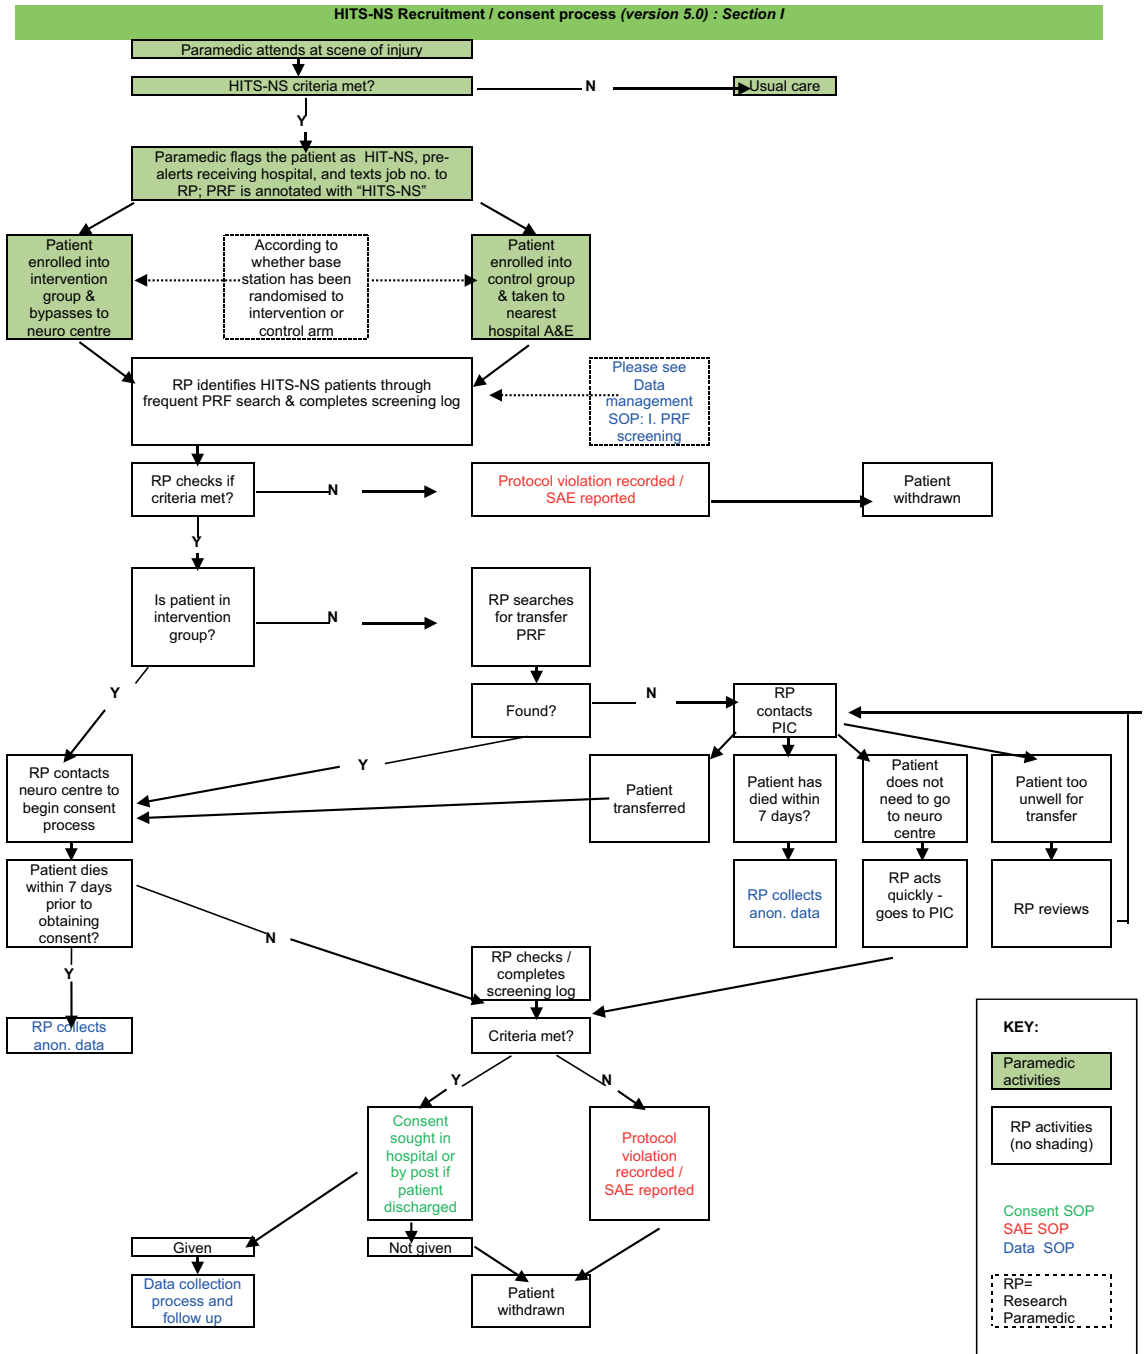 HITS-NS Recruitment / consent process (version 5.0) : Section I
Paramedic attends at scene of injury
HITS-NS criteria met?
N
Usual care
Y
Paramedic flags the patient as HIT-NS, pre-
alerts receiving hospital, and texts job no. to
RP; PRF is annotated with “HITS-NS”
Patient
enrolled into
intervention
group &
bypasses to
neuro centre
According to
whether base
station has been
randomised to
intervention or
control arm
Patient
enrolled into
control group
& taken to
nearest
hospital A&E
RP identifies HITS-NS patients through
frequent PRF search & completes screening log
Please see
Data
management
SOP: I. PRF
screening
RP checks if
criteria met?
N
Protocol violation recorded /
SAE reported
Patient
withdrawn
Y
Is patient in
intervention
group?
N
RP searches
for transfer
PRF
Y
Found?
N
RP
contacts
PIC
Y
RP contacts
neuro centre to
begin consent
process
Patient
transferred
Patient has
died within
7 days?
Patient
does not
need to go
to neuro
centre
Patient too
unwell for
transfer
Patient dies
within 7 days
prior to
obtaining
consent?
RP collects
anon. data
RP acts
quickly -
goes to PIC
RP reviews
N
Y
RP checks /
completes
screening log
RP collects
anon. data
Criteria met?
Y
N
Consent
sought in
hospital or
by post if
patient
discharged
Protocol
violation
recorded /
SAE reported
Given
Not given
Data collection
process and
follow up
Patient
withdrawn
KEY:
Paramedic
activities
RP activities
(no shading)
Consent SOP
SAE SOP
Data SOP
RP=
Research
Paramedic